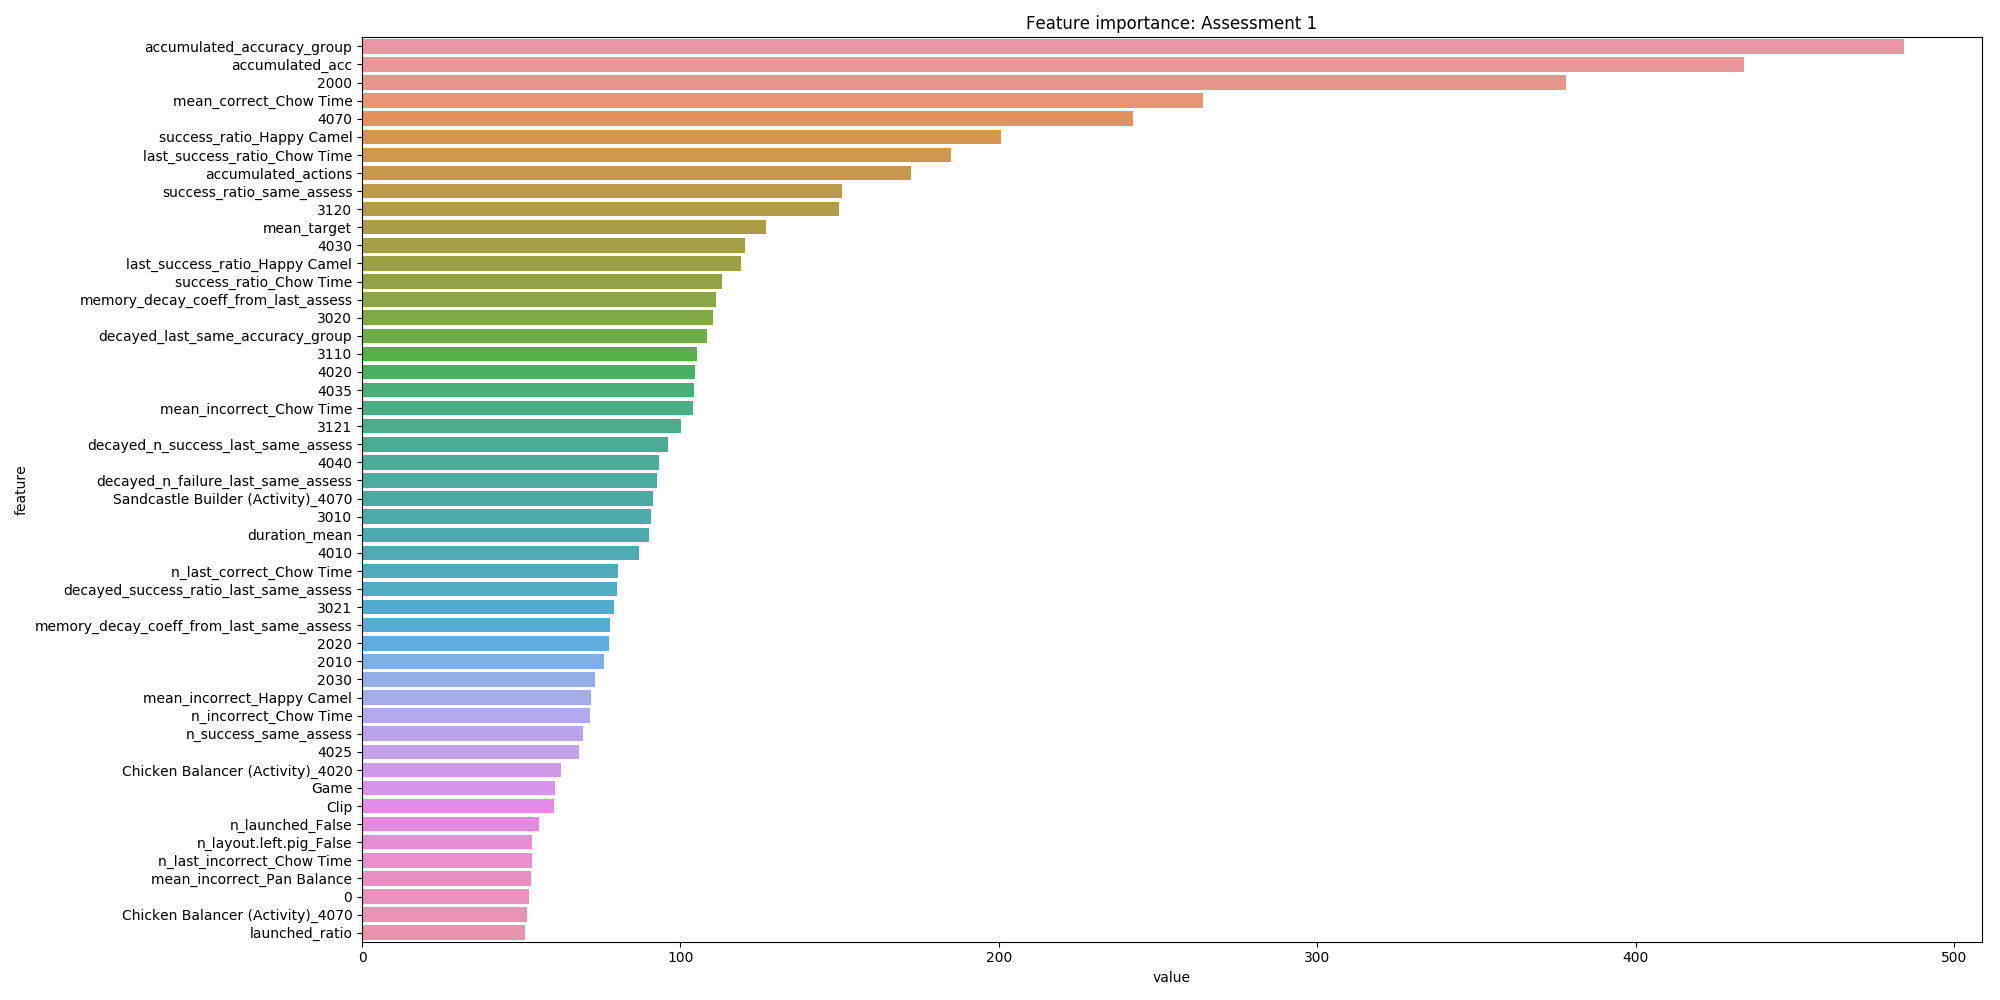 Feature importance: Assessment 1
accumulated_accuracy_group
accumulated_acc
2000
mean_correct_Chow Time
4070
success_ratio_Happy Camel
last_success_ratio_Chow Time
accumulated_actions
success_ratio_same_assess
3120
mean_target
4030
last_success_ratio_Happy Camel
success_ratio_Chow Time
memory_decay_coeff_from_last_assess
3020
decayed_last_same_accuracy_group
3110
4020
4035
mean_incorrect_Chow Time
3121
decayed_n_success_last_same_assess
4040
decayed_n_failure_last_same_assess
Sandcastle Builder (Activity)_4070
3010
duration_mean
4010
n_last_correct_Chow Time
decayed_success_ratio_last_same_assess
3021
memory_decay_coeff_from_last_same_assess
2020
2010
2030
mean_incorrect_Happy Camel
n_incorrect_Chow Time
n_success_same_assess
4025
Chicken Balancer (Activity)_4020
Game
Clip
n_launched_False
n_layout.left.pig_False
n_last_incorrect_Chow Time
mean_incorrect_Pan Balance
0
Chicken Balancer (Activity)_4070
launched_ratio
feature
0 100 200 300 400 500
value